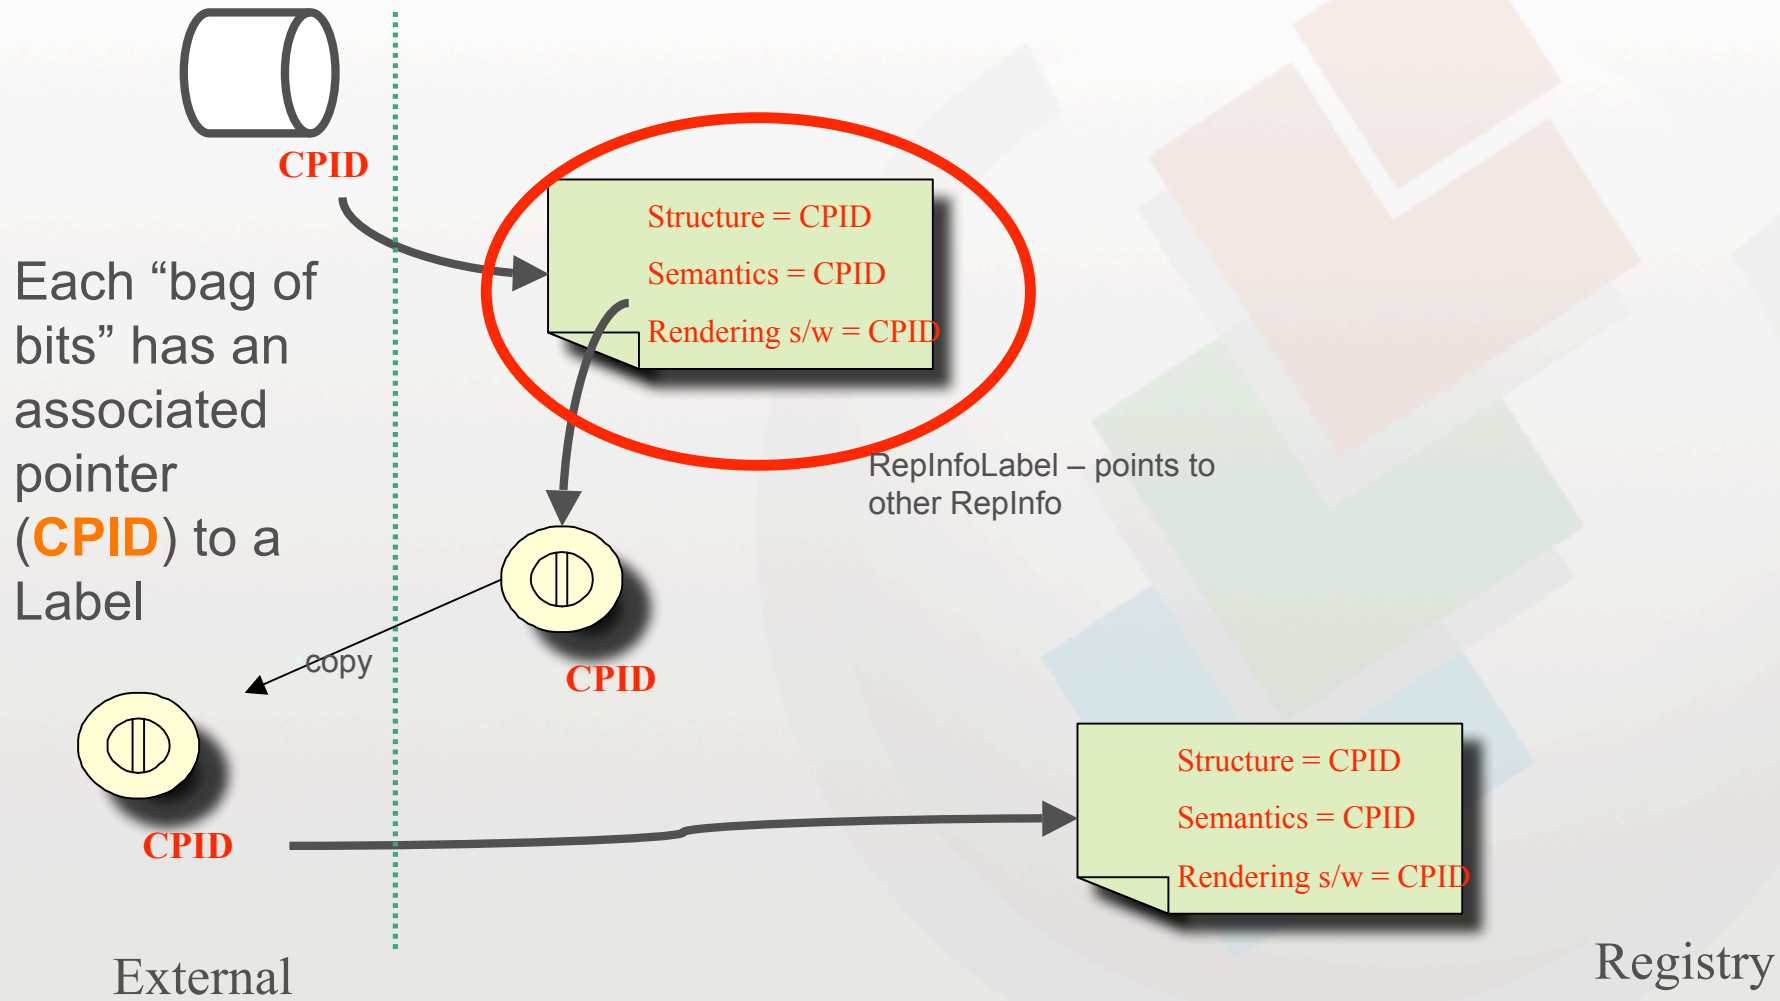 CPID
Structure = CPID
Semantics = CPID
Rendering s/w = CPID
Each “bag of
bits” has an
associated
pointer
(CPID) to a
Label
RepInfoLabel – points to
other RepInfo
copy
CPID
CPID
Structure = CPID
Semantics = CPID
Rendering s/w = CPID
External
Registry